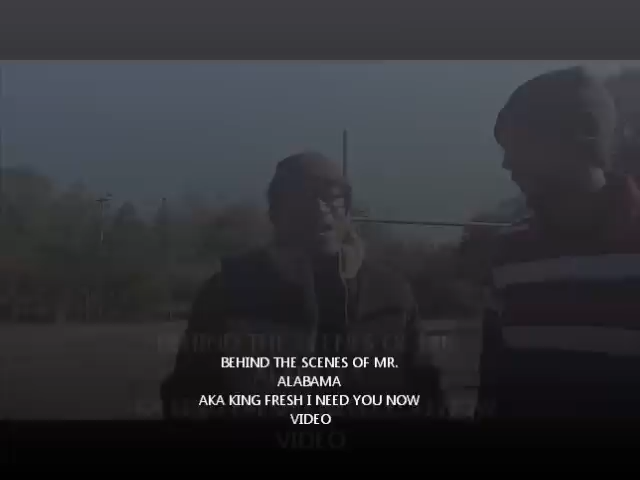 BEHIND THE SCENES OF MR.
ALABAMA
AKA KING FRESH I NEED YOU NOW
VIDEO